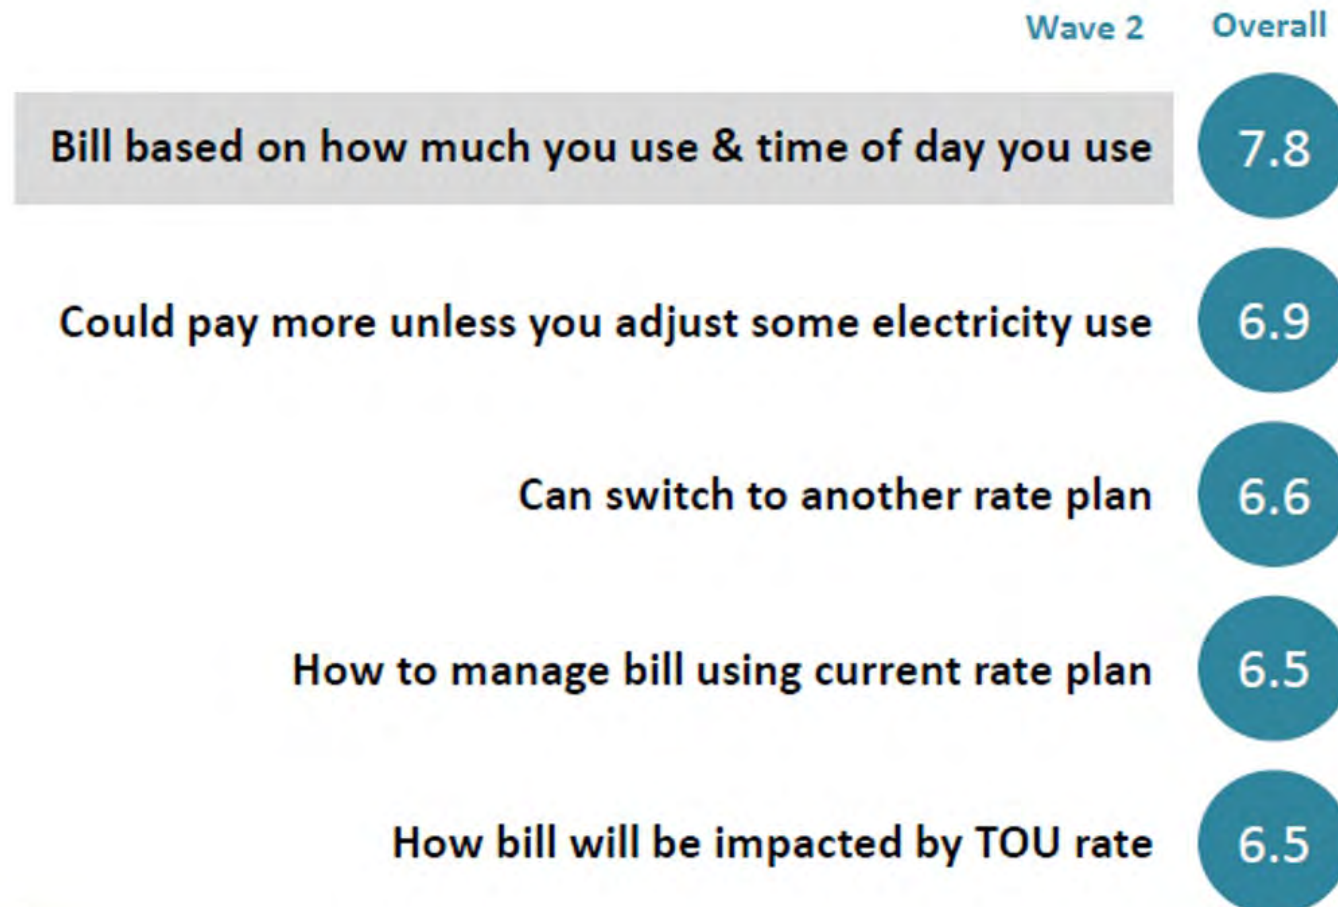 Wave 2 Overall
Bill based on how much you use & time of day you use 7.8
Could pay more unless you adjust some electricity use 6.9
Can switch to another rate plan 6.6
How to manage bill using current rate plan 6.5
How bill will be impacted by TOU rate 6.5